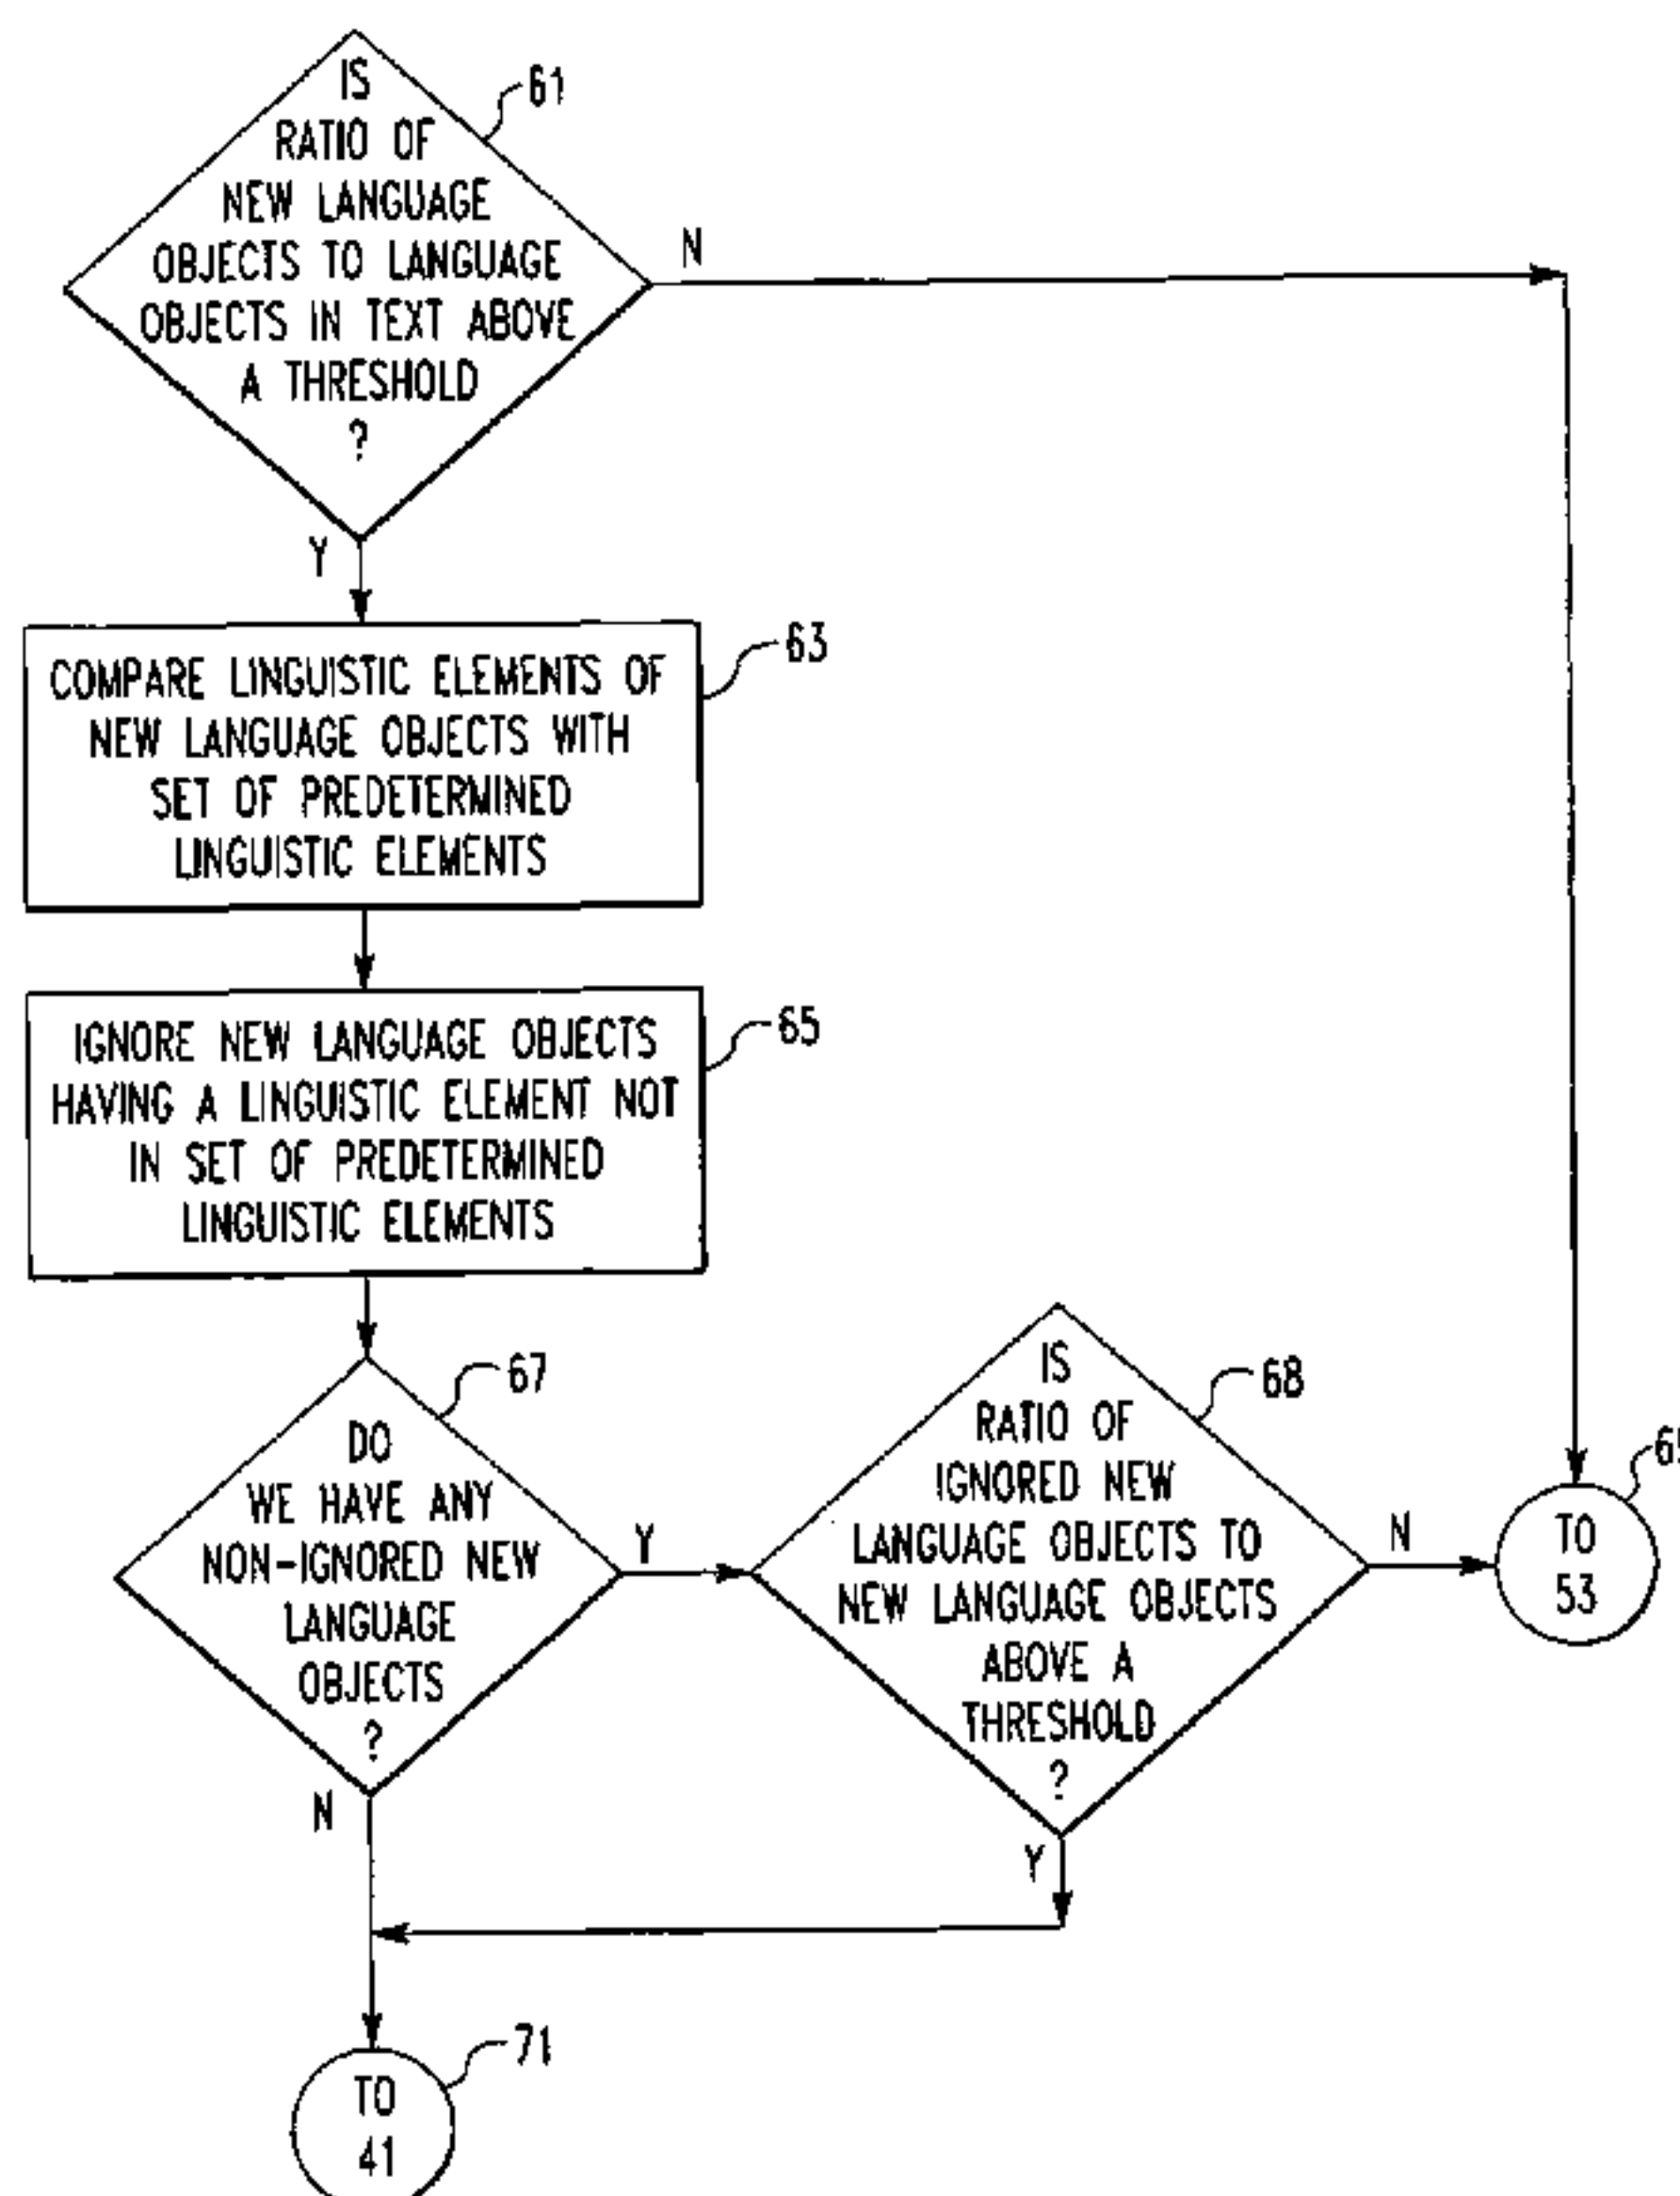 IS
RATIO OF
NEW LANGUAGE
OBJECTS TO LANGUAGE
OBJECTS IN TEXT ABOVE
A THRESHOLD
?
61
N
Y
COMPARE LINGUISTIC ELEMENTS OF
NEW LANGUAGE OBJECTS WITH
SET OF PREDETERMINED
LINGUISTIC ELEMENTS
63
IGNORE NEW LANGUAGE OBJECTS
HAVING A LINGUISTIC ELEMENT NOT
IN SET OF PREDETERMINED
LINGUISTIC ELEMENTS
65
DO
WE HAVE ANY
NON-IGNORED NEW
LANGUAGE
OBJECTS
?
67
Y
N
IS
RATIO OF
IGNORED NEW
LANGUAGE OBJECTS TO
NEW LANGUAGE OBJECTS
ABOVE A
THRESHOLD
?
68
N
Y
TO
53
TO
41
71